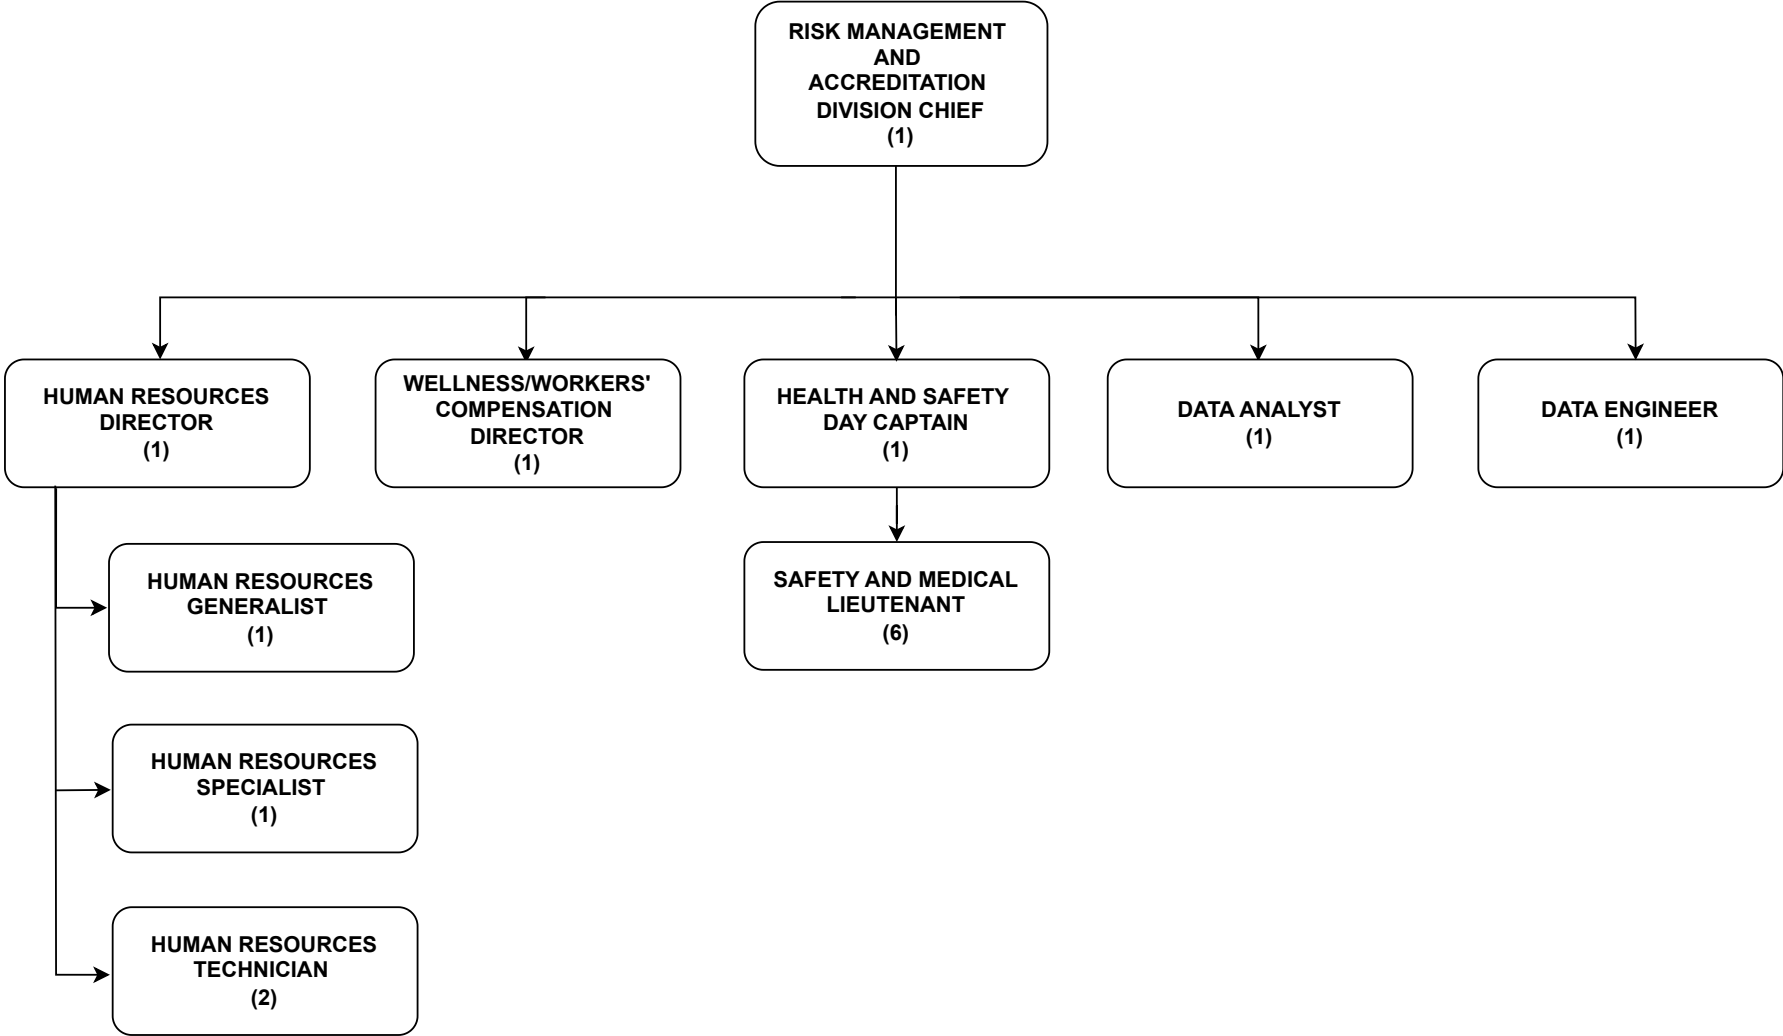 RISK MANAGEMENT
AND
ACCREDITATION
DIVISION CHIEF
(1)
HUMAN RESOURCES
DIRECTOR
(1)
WELLNESS/WORKERS'
COMPENSATION
DIRECTOR
(1)
HEALTH AND SAFETY
DAY CAPTAIN
(1)
DATA ANALYST
(1)
DATA ENGINEER
(1)
HUMAN RESOURCES
GENERALIST
(1)
SAFETY AND MEDICAL
LIEUTENANT
(6)
HUMAN RESOURCES
SPECIALIST
(1)
HUMAN RESOURCES
TECHNICIAN
(2)